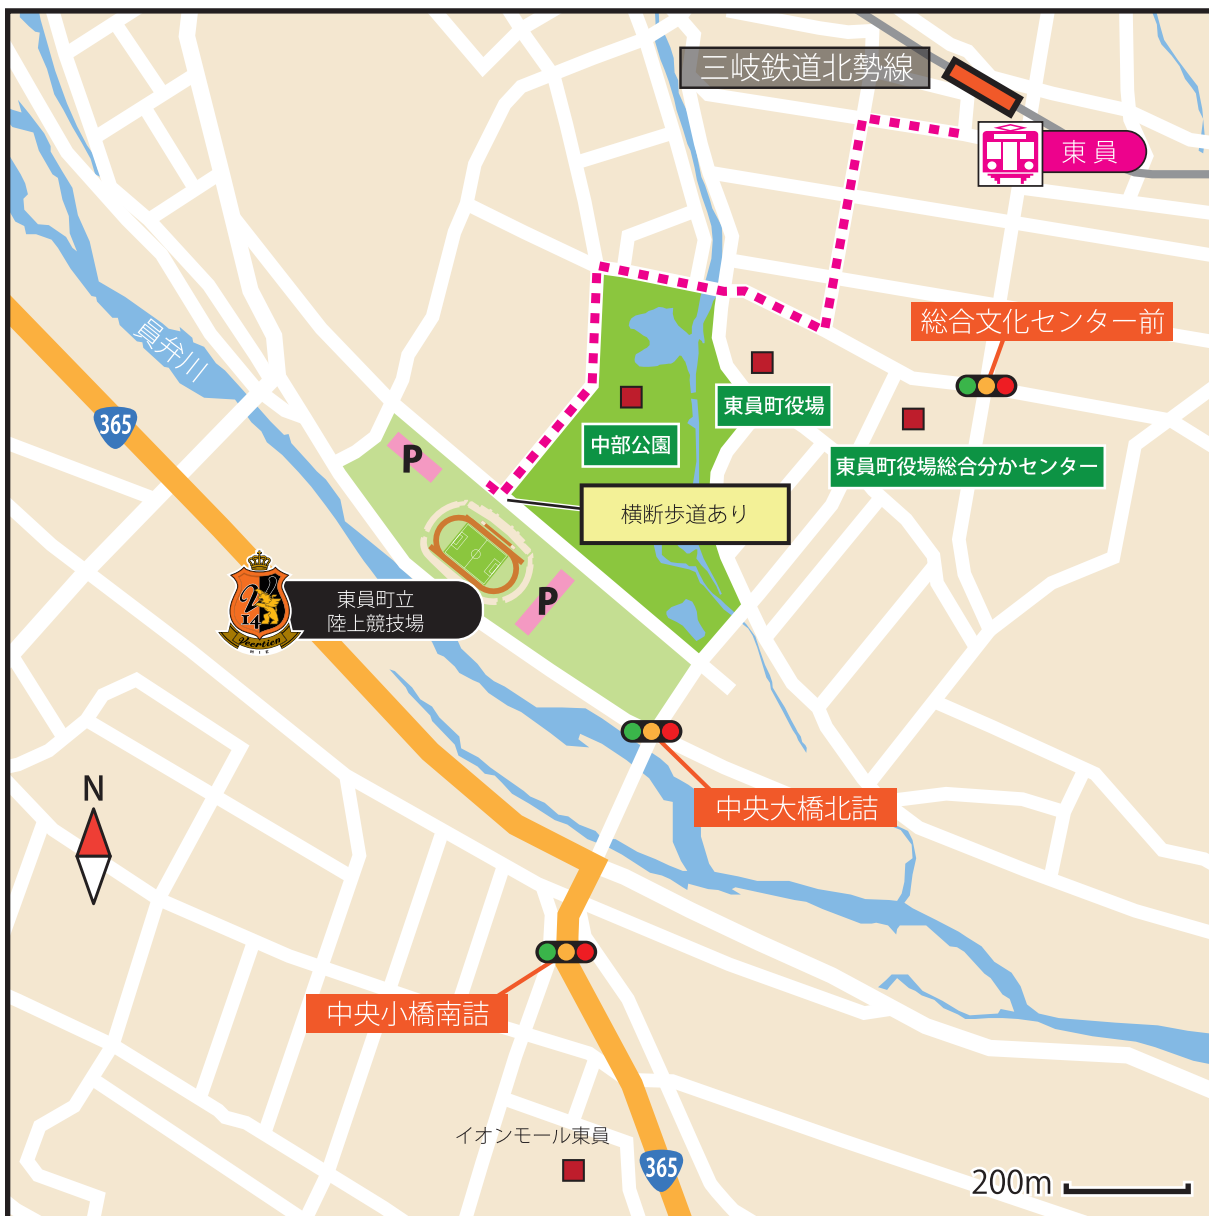 三岐鉄道北勢線
東員
総合文化センター前
員弁川
東員町役場
365
中部公園
P
東員町役場総合分かセンター
横断歩道あり
P
東員町立
陸上競技場
14
Veertien
MIE
N
中央大橋北詰
中央小橋南詰
イオンモール東員
365
200m